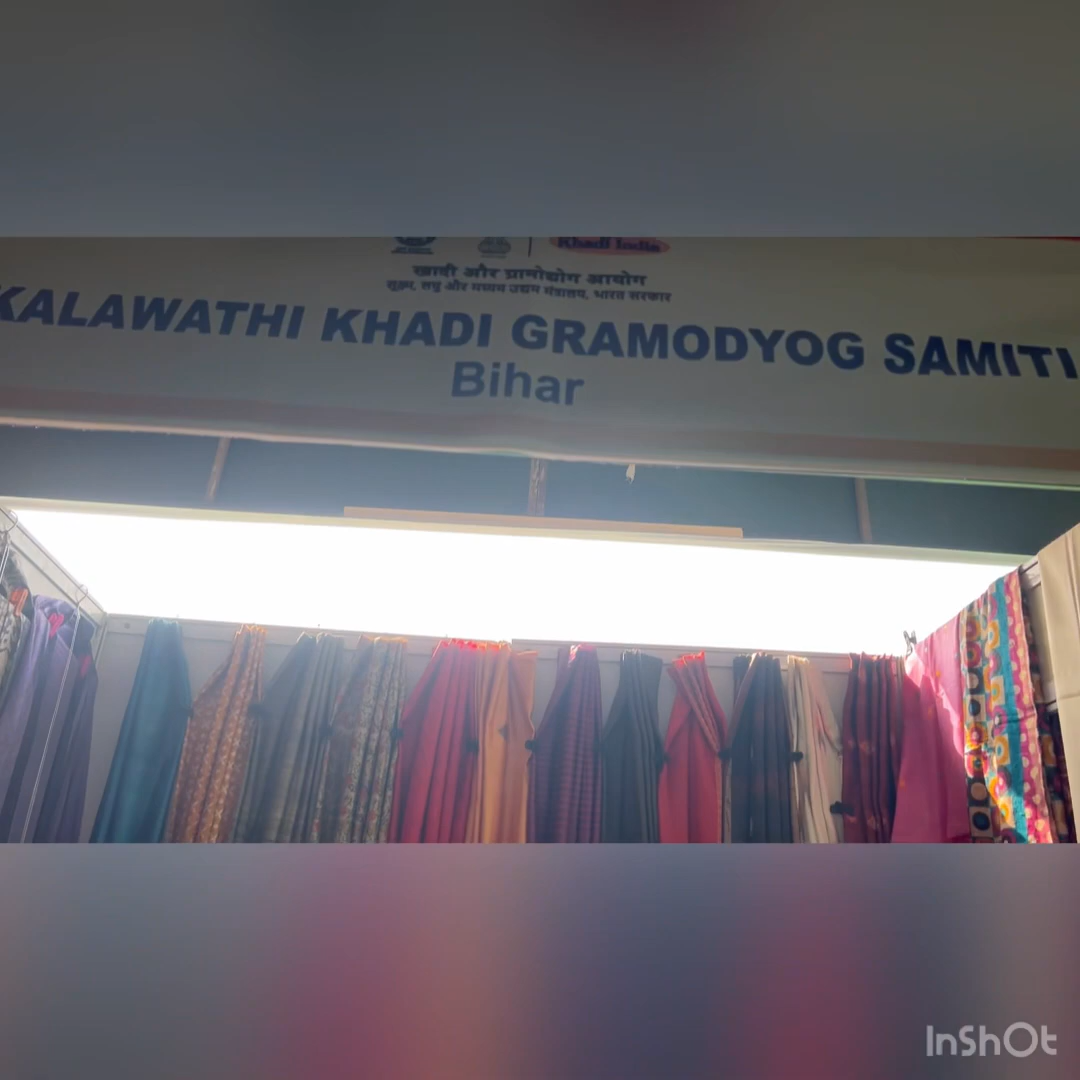 Khadi India
खादी और ग्रामोद्योग आयोग
सूक्ष्म, लघु और मध्यम उद्यम मंत्रालय, भारत सरकार
KALAWATHI KHADI GRAMODYOG SAMITI
Bihar
InShOt